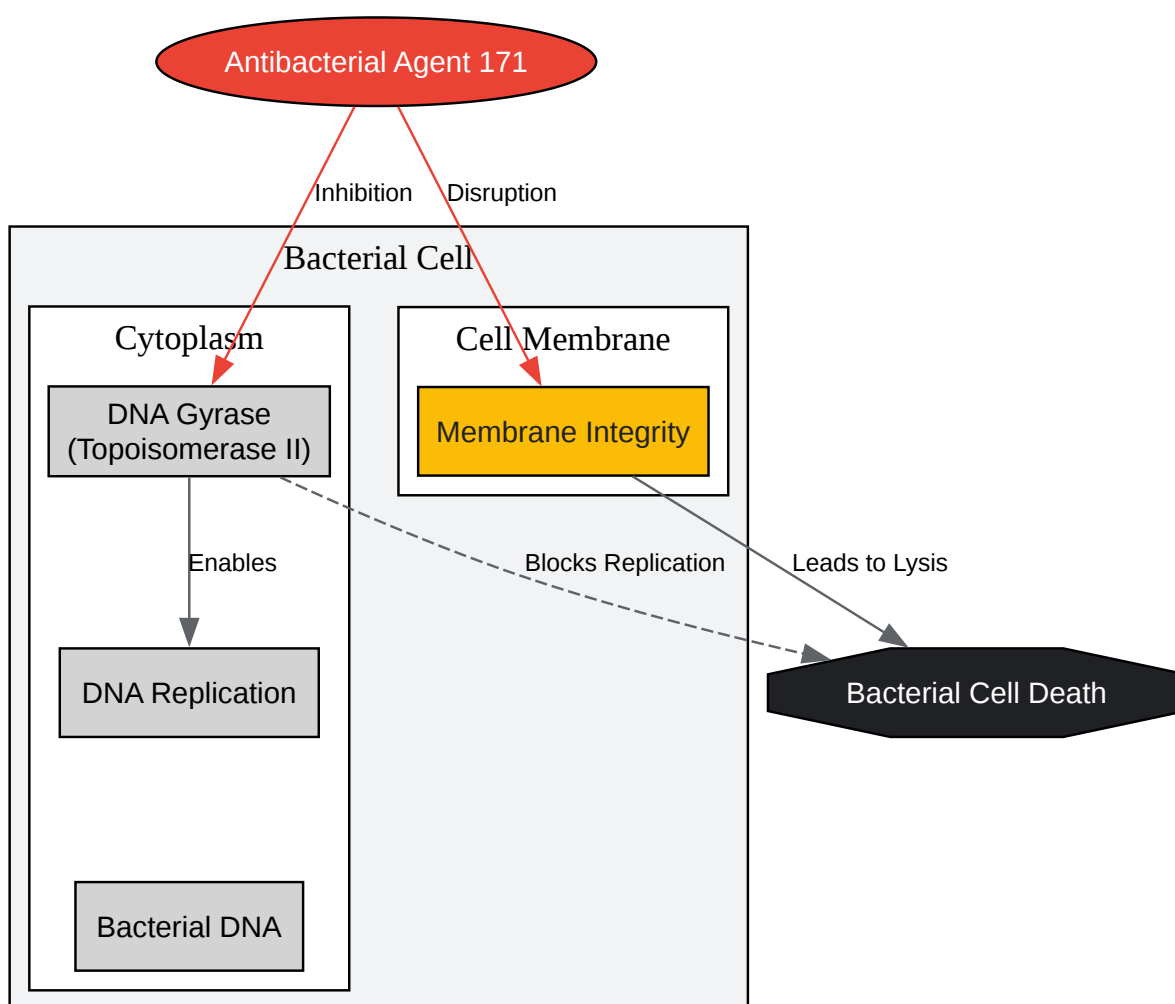 Antibacterial Agent 171
Inhibition
Disruption
Bacterial Cell
Cytoplasm
Cell Membrane
DNA Gyrase
(Topoisomerase II)
Membrane Integrity
Enables
Blocks Replication
Leads to Lysis
DNA Replication
Bacterial Cell Death
Bacterial DNA